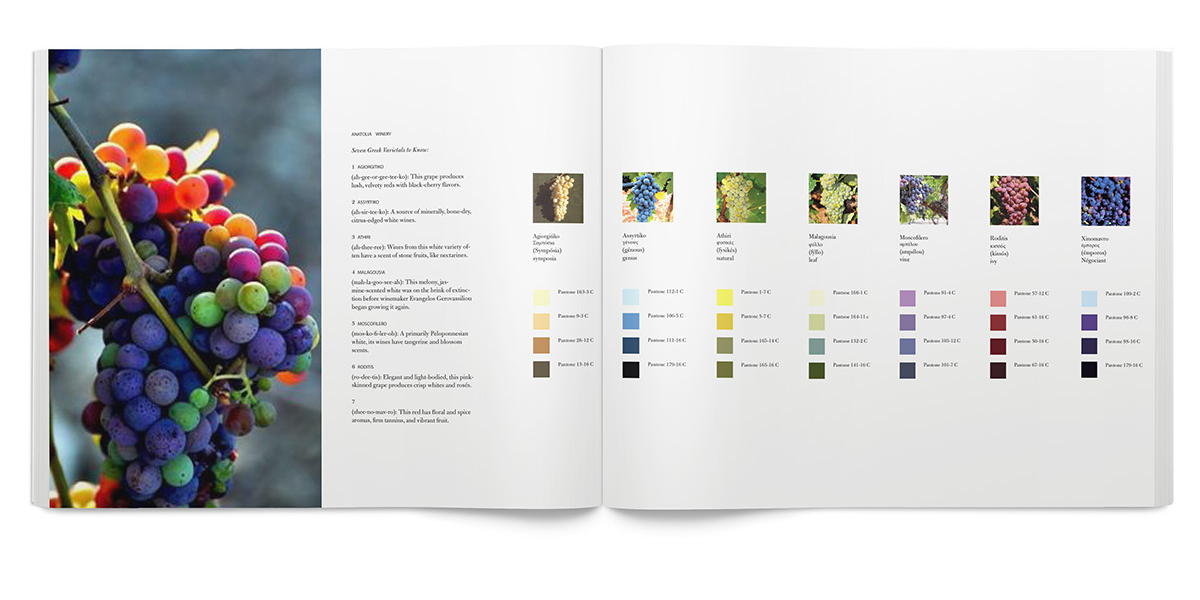 ANATOLIA WINERY
Seven Greek Varietals to Know:
1 AGIORGITIKO
(ah-gee-or-gee-tee-ko): This grape produces
lush, velvety reds with black-cherry flavors.
2 ASSYRTIKO
(ah-sir-tee-ko): A source of minerally, bone-dry,
citrus-edged white wines.
3 ATHIRI
(ah-thee-ree): Wines from this white variety of-
ten have a scent of stone fruits, like nectarines.
4 MALAGOUSIA
(mah-la-goo-see-ah): This melony, jas-
mine-scented white was on the brink of extinc-
tion before winemaker Evangelos Gerovassiliou
began growing it again.
5 MOSCOFILERO
(mos-ko-fi-ler-oh): A primarily Peloponnesian
white, its wines have tangerine and blossom
scents.
6 RODITIS
(ro-dee-tis): Elegant and light-bodied, this pink-
skinned grape produces crisp whites and rosés.
7
(zhee-no-mav-ro): This red has floral and spice
aromas, firm tannins, and vibrant fruit.
Agiorgitiko
Συμπόσια
(Sympósia)
symposia
Pantone 163-3 C
Pantone 9-3 C
Pantone 28-12 C
Pantone 13-16 C
Assyrtiko
γένους
(génous)
genus
Pantone 112-1 C
Pantone 106-5 C
Pantone 111-16 C
Pantone 179-16 C
Athiri
φυσικές
(fysikés)
natural
Pantone 1-7 C
Pantone 5-7 C
Pantone 165-14 C
Pantone 165-16 C
Malagousia
φύλλο
(fýllo)
leaf
Pantone 166-1 C
Pantone 164-11 c
Pantone 132-2 C
Pantone 141-16 C
Moscofilero
αμπέλου
(ampélou)
vine
Pantone 91-4 C
Pantone 97-4 C
Pantone 103-12 C
Pantone 101-7 C
Roditis
κισσός
(kissós)
ivy
Pantone 57-12 C
Pantone 61-16 C
Pantone 50-16 C
Pantone 67-16 C
Xinomavro
έμπορος
(émporos)
Négociant
Pantone 109-2 C
Pantone 96-8 C
Pantone 98-16 C
Pantone 179-16 C